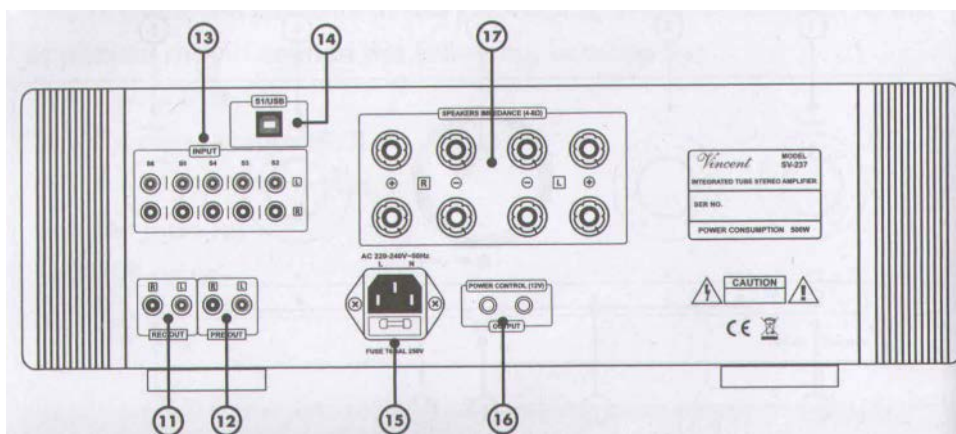 13
14
17
S1/USB
SPEAKERS IMPEDANCE (4-8Ω)
INPUT
S6 S5 S4 S3 S2
L
R
+ R − − L +
Vincent
MODEL
SV-237
INTEGRATED TUBE STEREO AMPLIFIER
SER NO.
POWER CONSUMPTION 500W
AC 220-240V~50Hz
L N
R L R L
REC OUT PRE OUT
POWER CONTROL (12V)
OUTPUT
CAUTION
CE
FUSE 250V
11
12
15
16